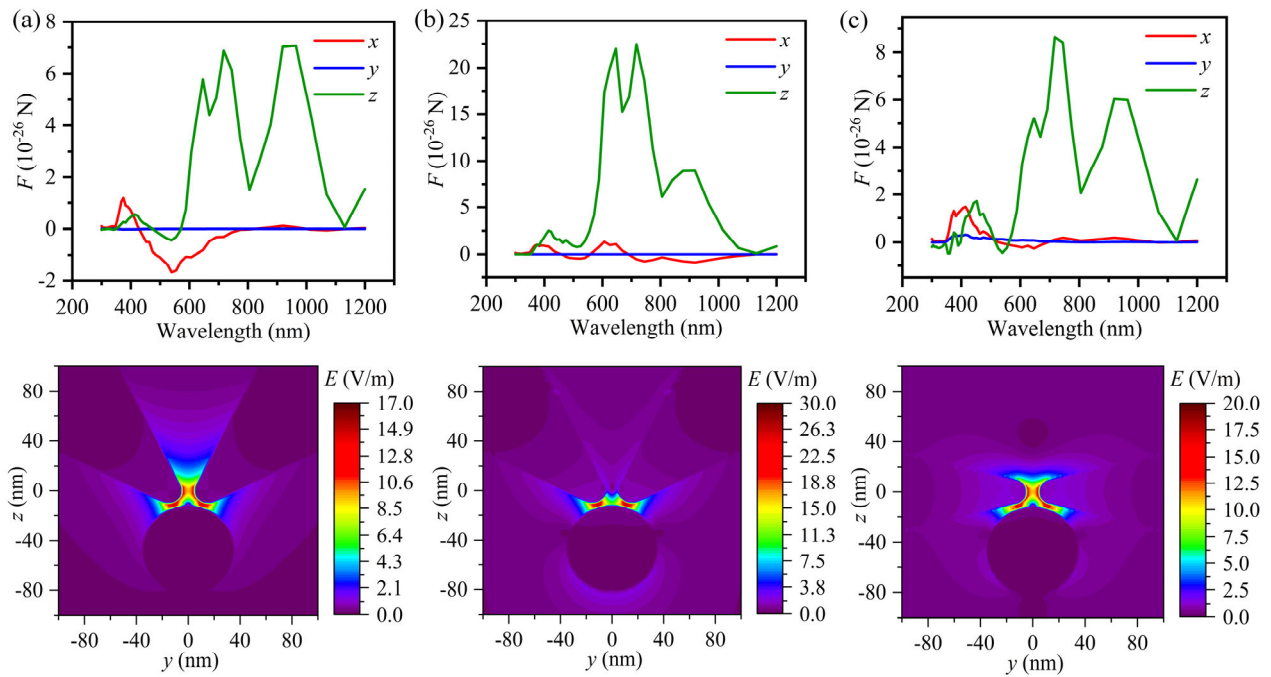 (a)
8
6
4
2
0
-2
F (10⁻²⁶ N)
x
y
z
200 400 600 800 1000 1200
Wavelength (nm)
(b)
25
20
15
10
5
0
F (10⁻²⁶ N)
x
y
z
200 400 600 800 1000 1200
Wavelength (nm)
(c)
8
6
4
2
0
F (10⁻²⁶ N)
x
y
z
200 400 600 800 1000 1200
Wavelength (nm)
80
40
0
-40
-80
z (nm)
-80 -40 0 40 80
y (nm)
E (V/m)
17.0
14.9
12.8
10.6
8.5
6.4
4.3
2.1
0.0
80
40
0
-40
-80
z (nm)
-80 -40 0 40 80
y (nm)
E (V/m)
30.0
26.3
22.5
18.8
15.0
11.3
7.5
3.8
0.0
80
40
0
-40
-80
z (nm)
-80 -40 0 40 80
y (nm)
E (V/m)
20.0
17.5
15.0
12.5
10.0
7.5
5.0
2.5
0.0